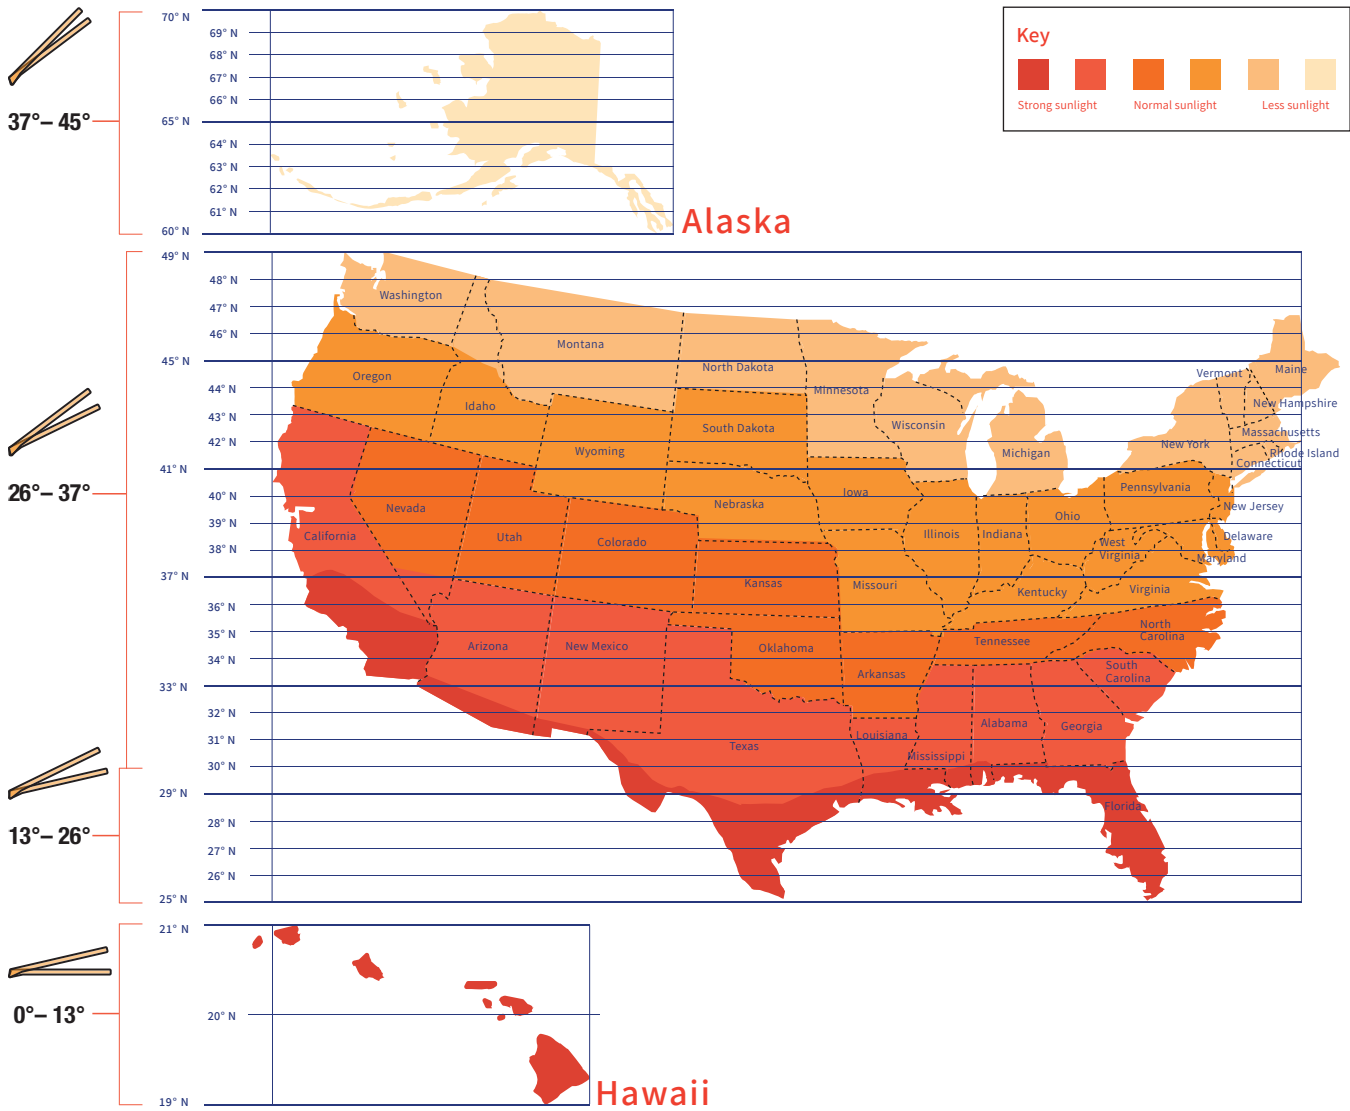 70° N
69° N
68° N
67° N
66° N
65° N
64° N
63° N
62° N
61° N
60° N
37°– 45°
Alaska
Key
Strong sunlight
Normal sunlight
Less sunlight
49° N
48° N
47° N
46° N
45° N
44° N
43° N
42° N
41° N
40° N
39° N
38° N
37° N
36° N
35° N
34° N
33° N
32° N
31° N
30° N
29° N
28° N
27° N
26° N
25° N
26°– 37°
13°– 26°
Washington
Montana
North Dakota
Minnesota
Vermont
Maine
Oregon
Idaho
New Hampshire
Wyoming
South Dakota
Wisconsin
Michigan
New York
Massachusetts
Rhode Island
Connecticut
Nevada
Nebraska
Iowa
Pennsylvania
New Jersey
California
Utah
Colorado
Illinois
Indiana
Ohio
West
Virginia
Delaware
Maryland
Kansas
Missouri
Kentucky
Virginia
Arizona
New Mexico
Oklahoma
Arkansas
Tennessee
North
Carolina
South
Carolina
Texas
Louisiana
Mississippi
Alabama
Georgia
Florida
21° N
20° N
19° N
0°– 13°
Hawaii